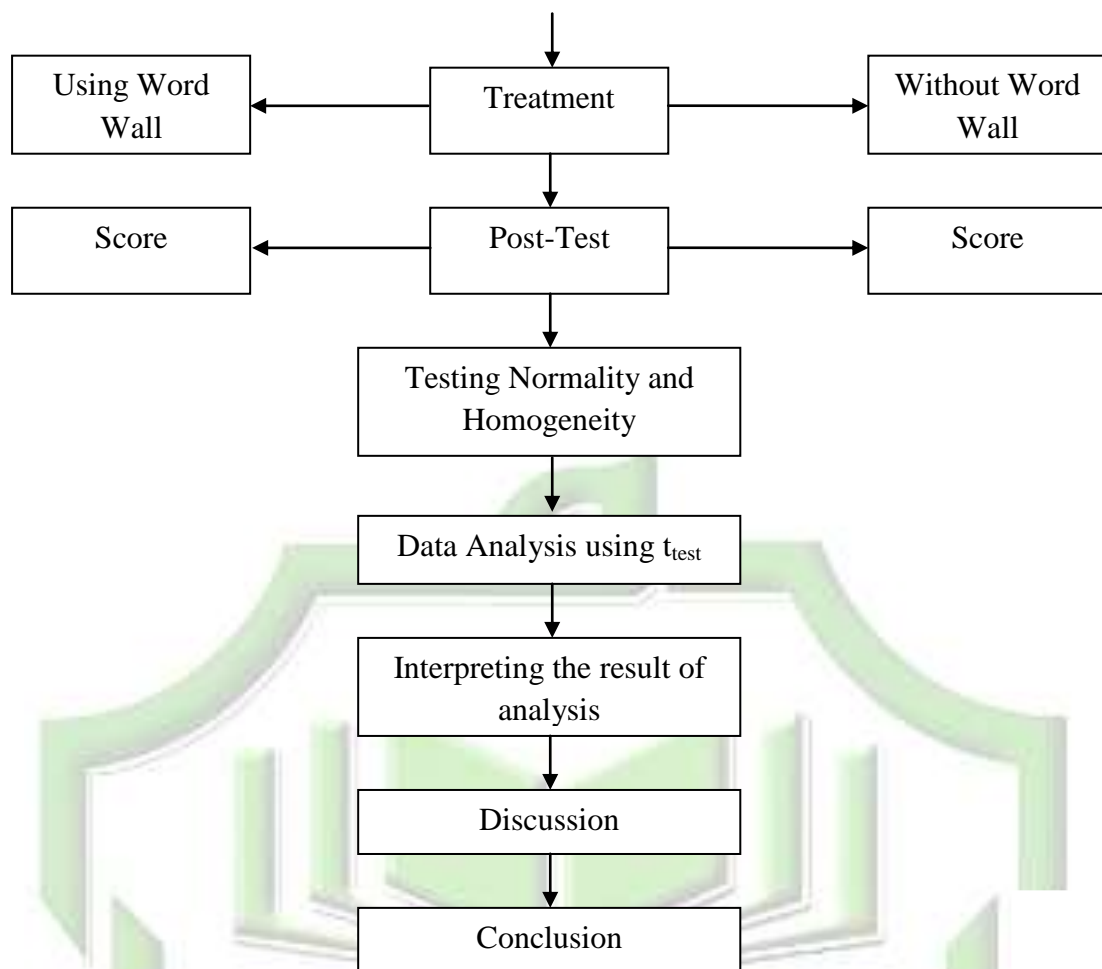 Using Word
Wall
Treatment
Without Word
Wall
Score
Post-Test
Score
Testing Normality and
Homogeneity
Data Analysis using t_test
Interpreting the result of
analysis
Discussion
Conclusion